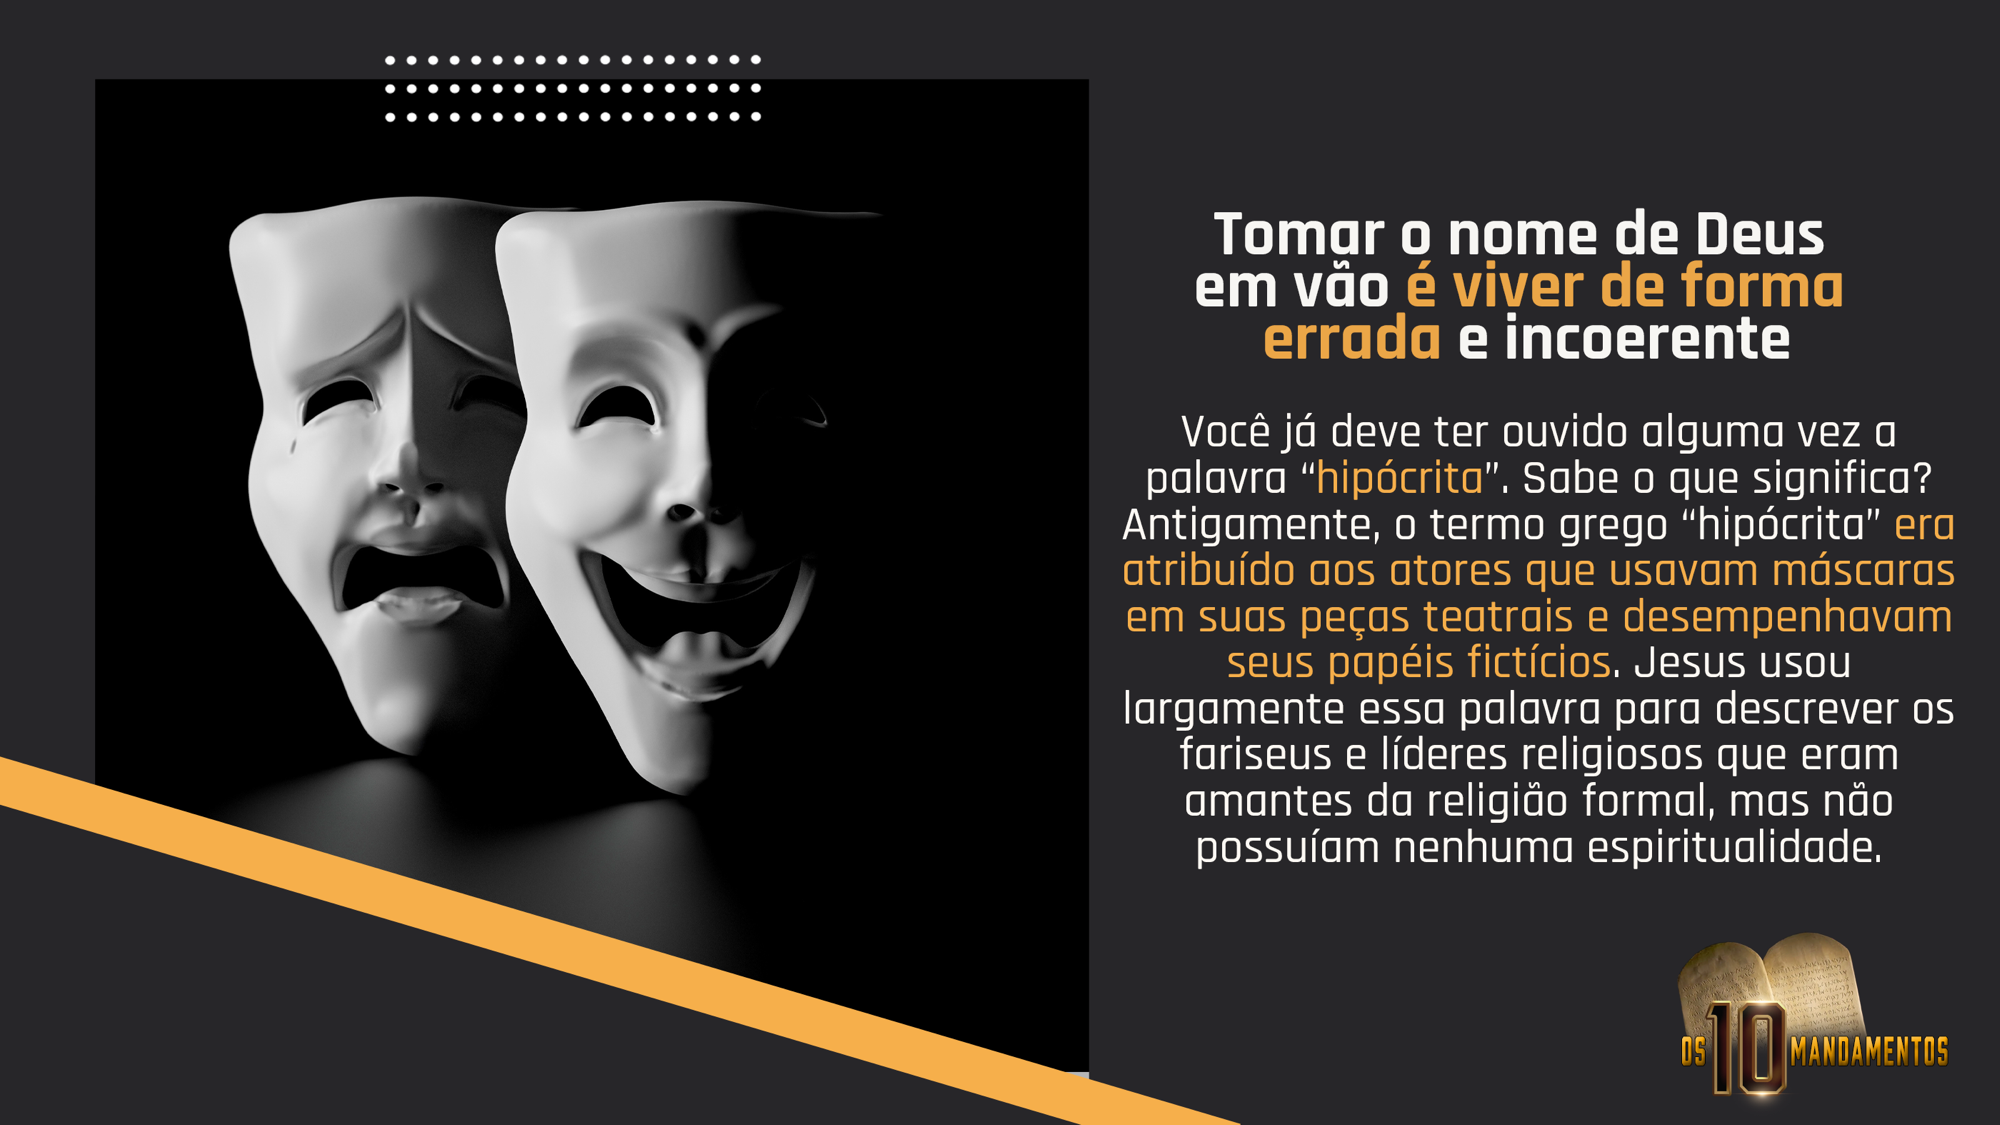 Tomar o nome de Deus
em vão é viver de forma
errada e incoerente
Você já deve ter ouvido alguma vez a
palavra “hipócrita”. Sabe o que significa?
Antigamente, o termo grego “hipócrita” era
atribuído aos atores que usavam máscaras
em suas peças teatrais e desempenhavam
seus papéis fictícios. Jesus usou
largamente essa palavra para descrever os
fariseus e líderes religiosos que eram
amantes da religião formal, mas não
possuíam nenhuma espiritualidade.
OS 10 MANDAMENTOS